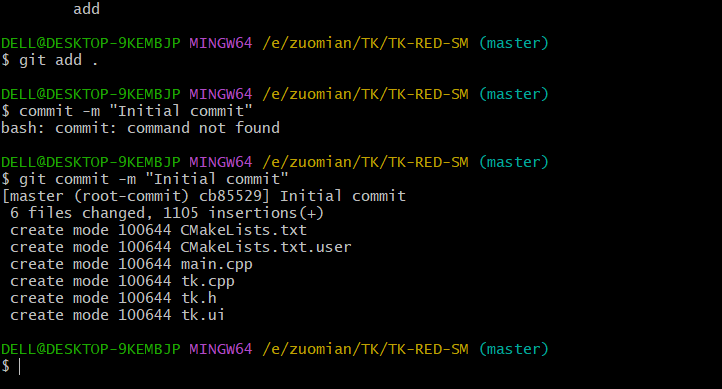 add
DELL@DESKTOP-9KEMBJP MINGW64 /e/zuomian/TK/TK-RED-SM (master)
$ git add .
DELL@DESKTOP-9KEMBJP MINGW64 /e/zuomian/TK/TK-RED-SM (master)
$ commit -m "Initial commit"
bash: commit: command not found
DELL@DESKTOP-9KEMBJP MINGW64 /e/zuomian/TK/TK-RED-SM (master)
$ git commit -m "Initial commit"
[master (root-commit) cb85529] Initial commit
6 files changed, 1105 insertions(+)
create mode 100644 CMakeLists.txt
create mode 100644 CMakeLists.txt.user
create mode 100644 main.cpp
create mode 100644 tk.cpp
create mode 100644 tk.h
create mode 100644 tk.ui
DELL@DESKTOP-9KEMBJP MINGW64 /e/zuomian/TK/TK-RED-SM (master)
$